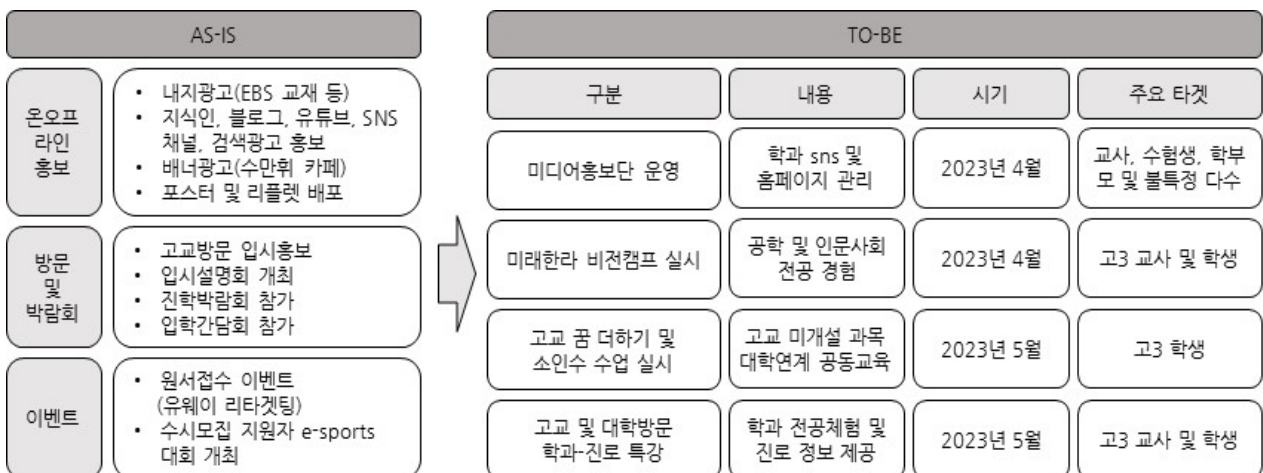 AS-IS
온오프
라인
홍보
• 내지광고(EBS 교재 등)
• 지식인, 블로그, 유튜브, SNS
채널, 검색광고 홍보
• 배너광고(수만휘 카페)
• 포스터 및 리플렛 배포
방문
및
박람회
• 고교방문 입시홍보
• 입시설명회 개최
• 진학박람회 참가
• 입학간담회 참가
이벤트
• 원서접수 이벤트
(유웨이 리타겟팅)
• 수시모집 지원자 e-sports
대회 개최
TO-BE
구분
내용
시기
주요 타겟
미디어홍보단 운영
학과 sns 및
홈페이지 관리
2023년 4월
교사, 수험생, 학부
모 및 불특정 다수
미래한라 비전캠프 실시
공학 및 인문사회
전공 경험
2023년 4월
고3 교사 및 학생
고교 꿈 더하기 및
소인수 수업 실시
고교 미개설 과목
대학연계 공동교육
2023년 5월
고3 학생
고교 및 대학방문
학과-진로 특강
학과 전공체험 및
진로 정보 제공
2023년 5월
고3 교사 및 학생